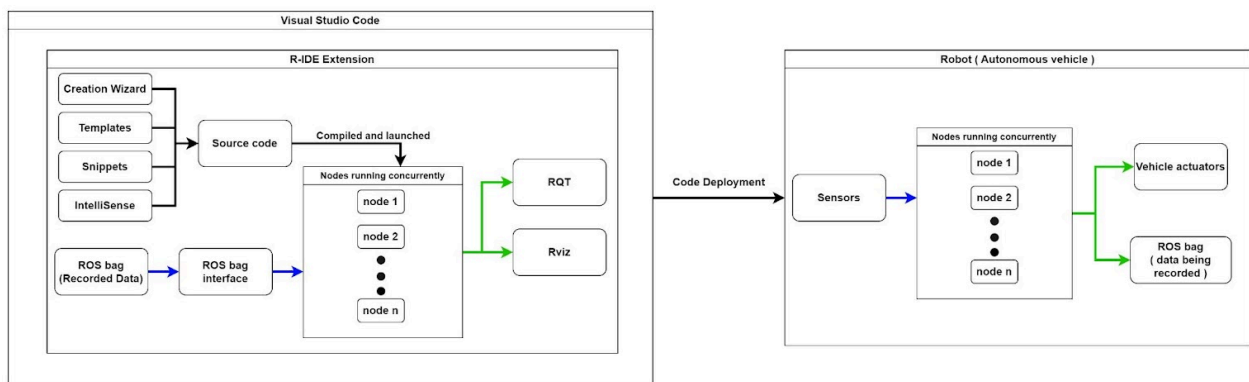 Visual Studio Code
R-IDE Extension
Creation Wizard
Templates
Snippets
IntelliSense
Source code
Compiled and launched
ROS bag
(Recorded Data)
ROS bag
interface
Nodes running concurrently
node 1
node 2
node n
RQT
Rviz
Code Deployment
Robot ( Autonomous vehicle )
Sensors
Nodes running concurrently
node 1
node 2
node n
Vehicle actuators
ROS bag
( data being
recorded )